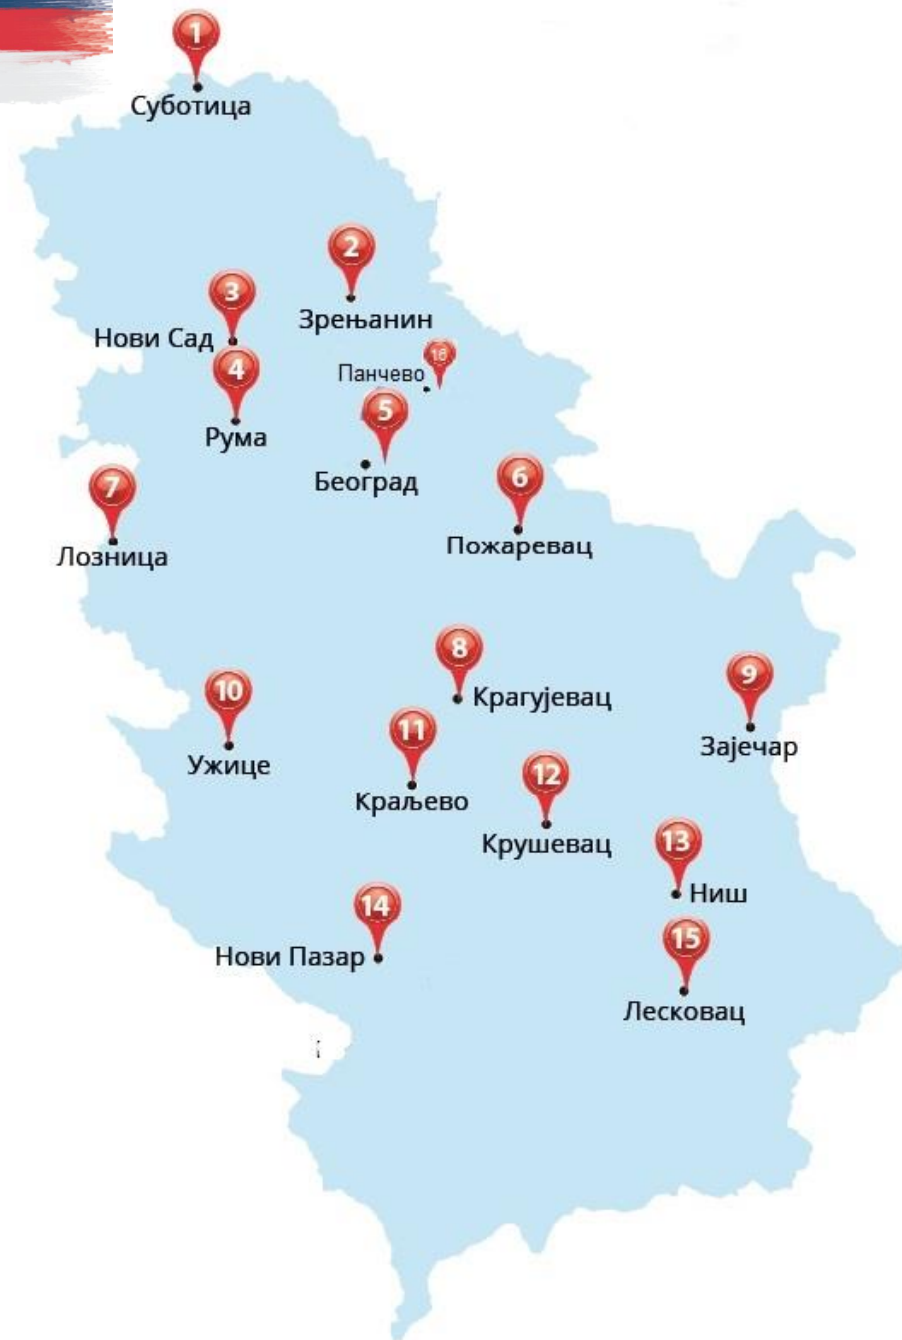 1
Суботица
2
Зрењанин
3
Нови Сад
16
Панчево
4
Рума
5
Београд
6
Пожаревац
7
Лозница
8
Крагујевац
9
Зајечар
10
Ужице
11
Краљево
12
Крушевац
13
Ниш
14
Нови Пазар
15
Лесковац